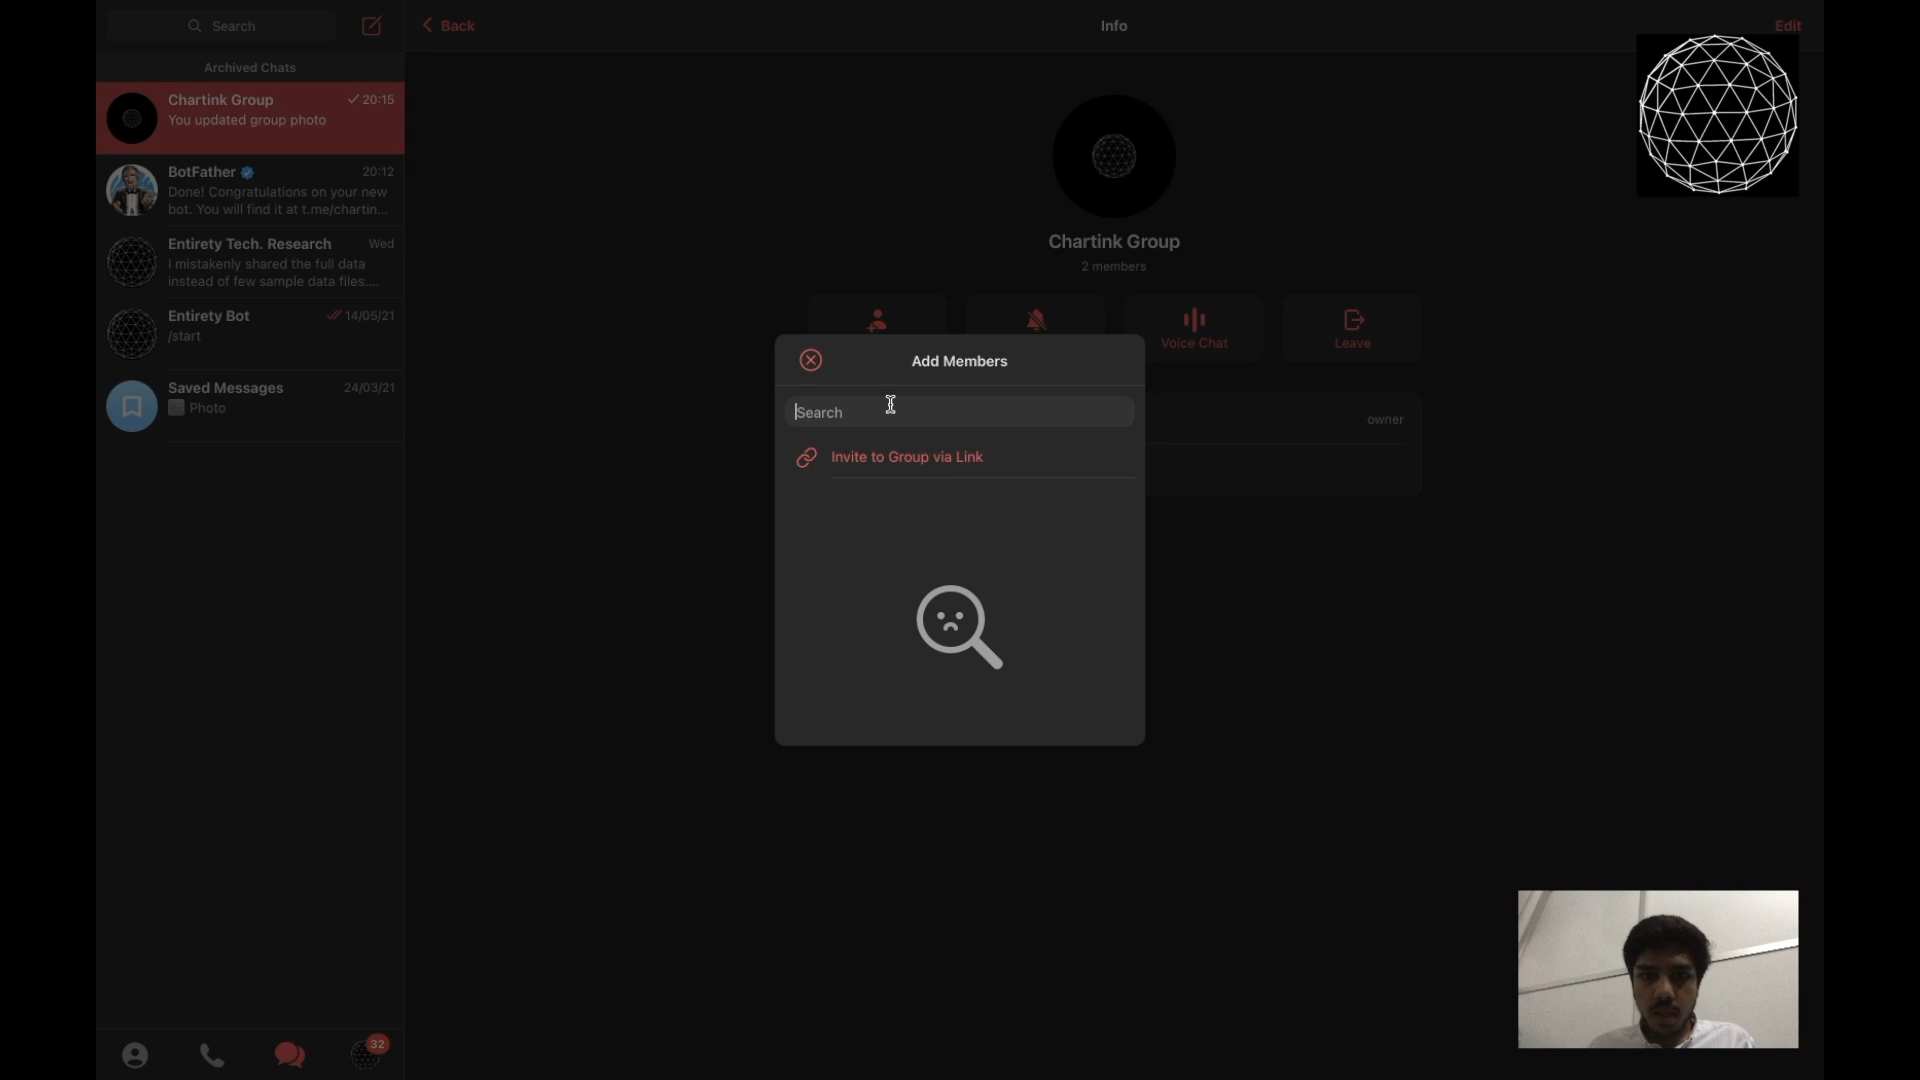 Search
Archived Chats
Chartink Group 20:15
You updated group photo
BotFather 20:12
Done! Congratulations on your new
bot. You will find it at t.me/chartin...
Entirety Tech. Research Wed
I mistakenly shared the full data
instead of few sample data files....
Entirety Bot 14/05/21
/start
Saved Messages 24/03/21
Photo
32
Back
Info
Edit
Chartink Group
2 members
Voice Chat
Leave
owner
Add Members
Search
Invite to Group via Link